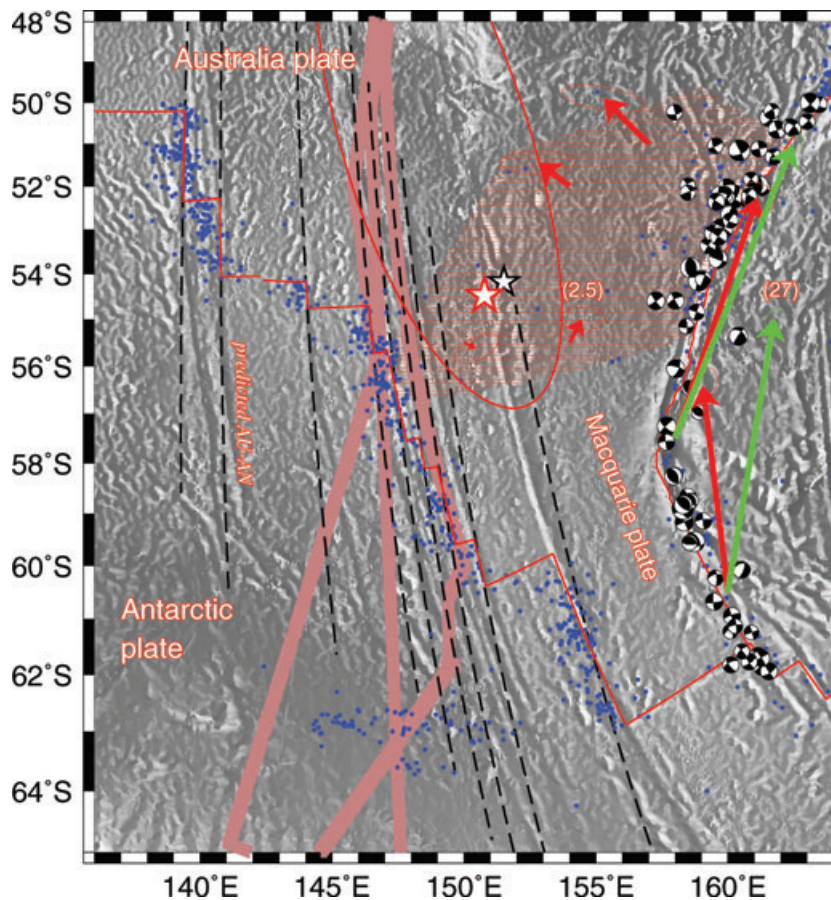 48°S
50°S
52°S
54°S
56°S
58°S
60°S
62°S
64°S
Australia plate
(2.5)
(27)
predicted AU-AN
Macquarie plate
Antarctic
plate
140°E
145°E
150°E
155°E
160°E